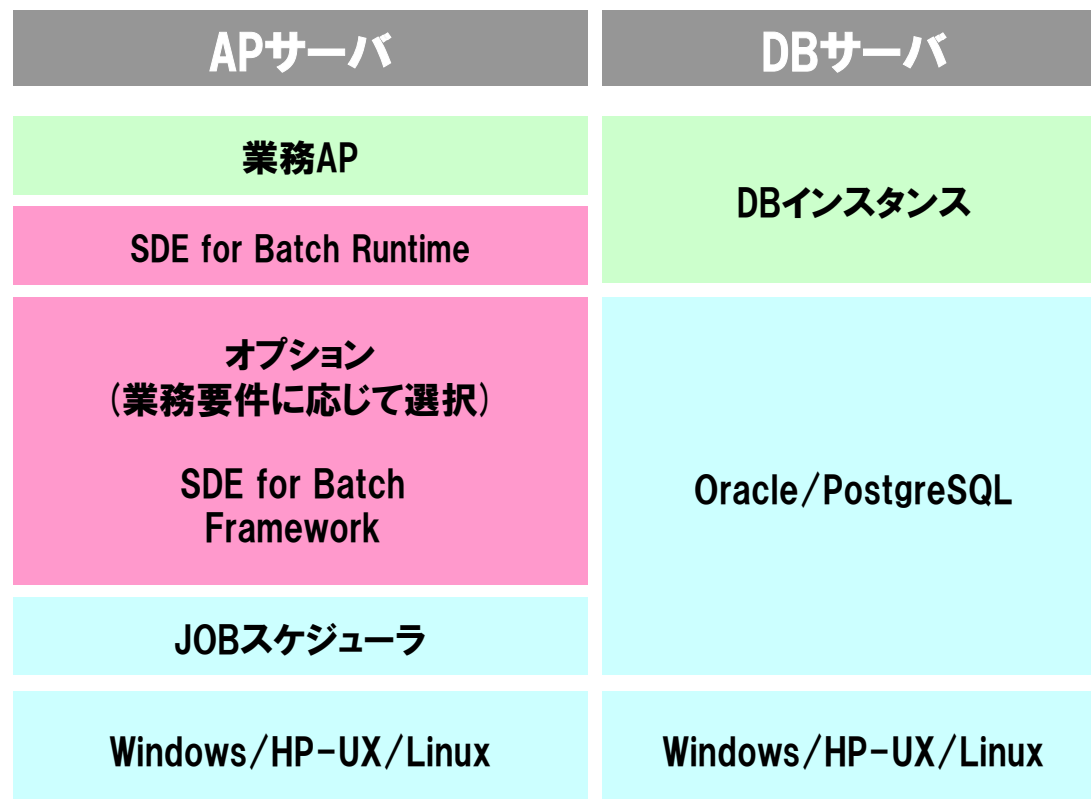 APサーバ
DBサーバ
業務AP
DBインスタンス
SDE for Batch Runtime
オプション
(業務要件に応じて選択)
SDE for Batch
Framework
Oracle/PostgreSQL
JOBスケジューラ
Windows/HP-UX/Linux
Windows/HP-UX/Linux